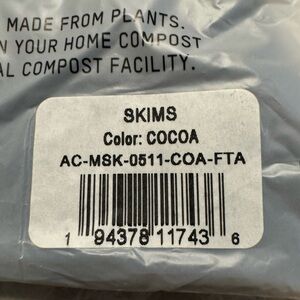 MADE FROM PLANTS.
N YOUR HOME COMPOST
AL COMPOST FACILITY.
SKIMS
Color: COCOA
AC-MSK-0511-COA-FTA
1 94378 11743 6